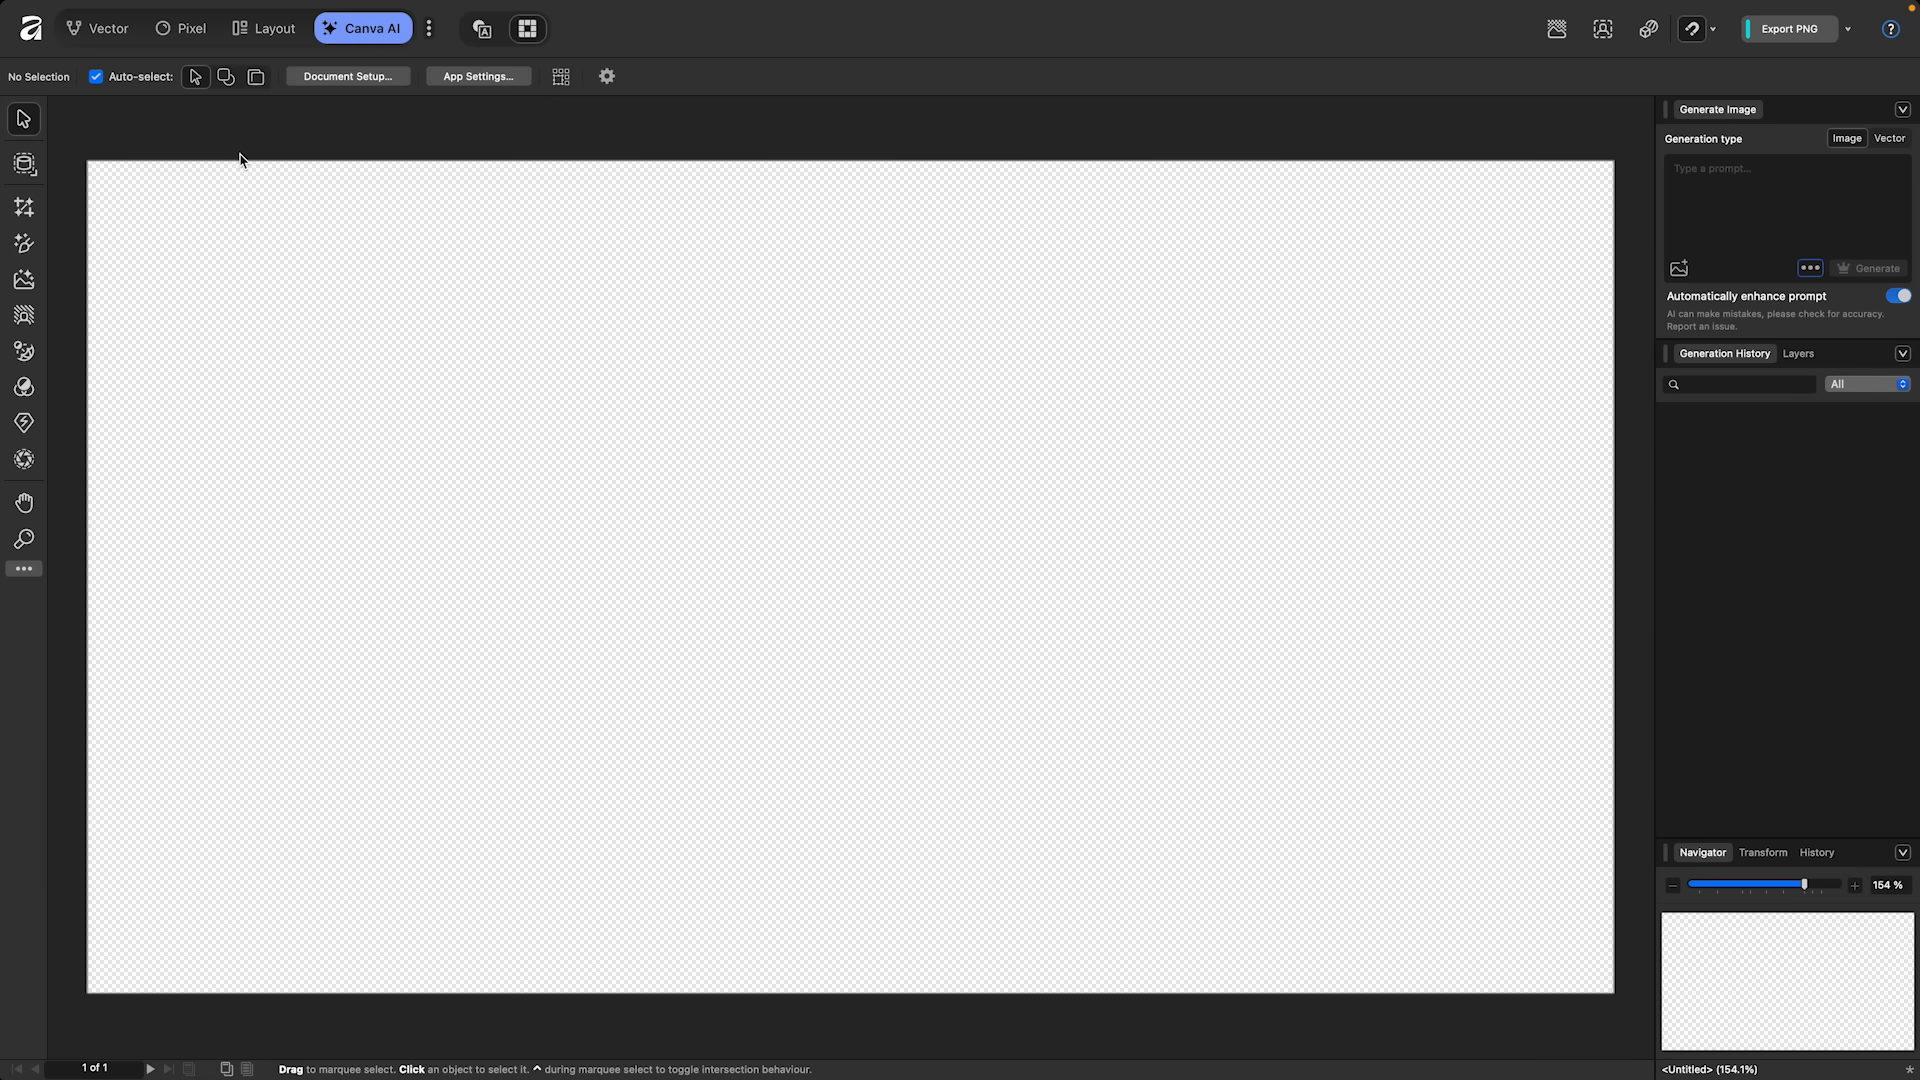 Vector Pixel Layout Canva AI Export PNG
No Selection Auto-select: Document Setup... App Settings...
Generate Image
Generation type Image Vector
Type a prompt...
Generate
Automatically enhance prompt
AI can make mistakes, please check for accuracy.
Report an issue.
Generation History Layers
All
Navigator Transform History
154 %
1 of 1 Drag to marquee select. Click an object to select it. ^ during marquee select to toggle intersection behaviour. <Untitled> (154.1%) *